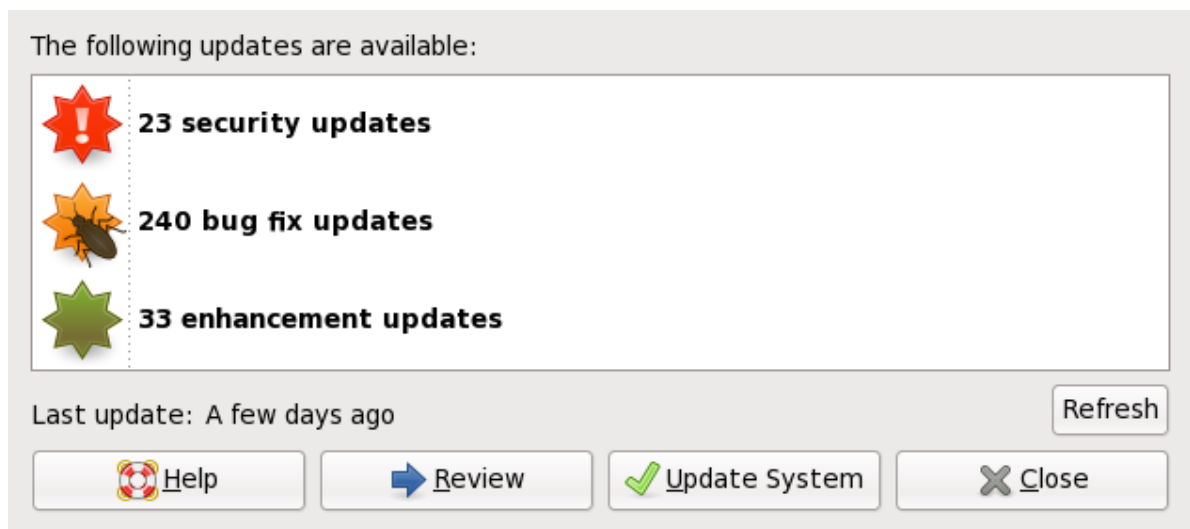 The following updates are available:
23 security updates
240 bug fix updates
33 enhancement updates
Last update: A few days ago
Refresh
Help
Review
Update System
Close